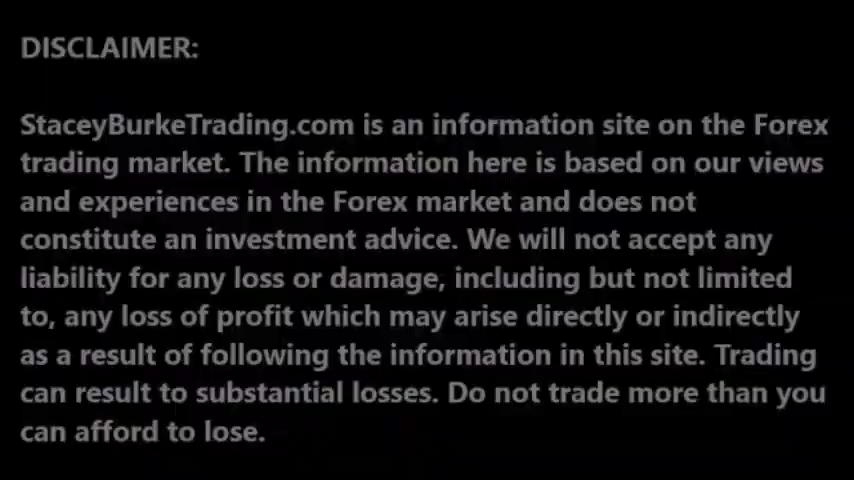 DISCLAIMER:
StaceyBurkeTrading.com is an information site on the Forex
trading market. The information here is based on our views
and experiences in the Forex market and does not
constitute an investment advice. We will not accept any
liability for any loss or damage, including but not limited
to, any loss of profit which may arise directly or indirectly
as a result of following the information in this site. Trading
can result to substantial losses. Do not trade more than you
can afford to lose.